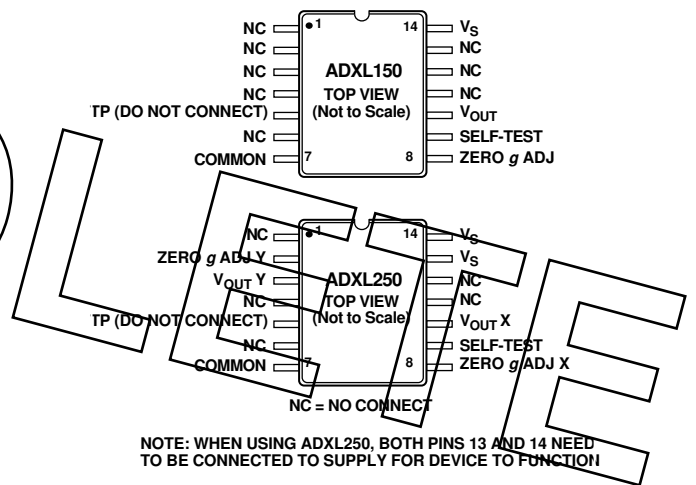 NC
NC
NC
NC
TP (DO NOT CONNECT)
NC
COMMON
1
7
ADXL150
TOP VIEW
(Not to Scale)
14
8
VS
NC
NC
NC
VOUT
SELF-TEST
ZERO g ADJ
NC
ZERO g ADJ Y
VOUT Y
NC
TP (DO NOT CONNECT)
NC
COMMON
1
7
ADXL250
TOP VIEW
(Not to Scale)
14
8
VS
VS
NC
NC
VOUT X
SELF-TEST
ZERO g ADJ X
NC = NO CONNECT
NOTE: WHEN USING ADXL250, BOTH PINS 13 AND 14 NEED
TO BE CONNECTED TO SUPPLY FOR DEVICE TO FUNCTION
LETE